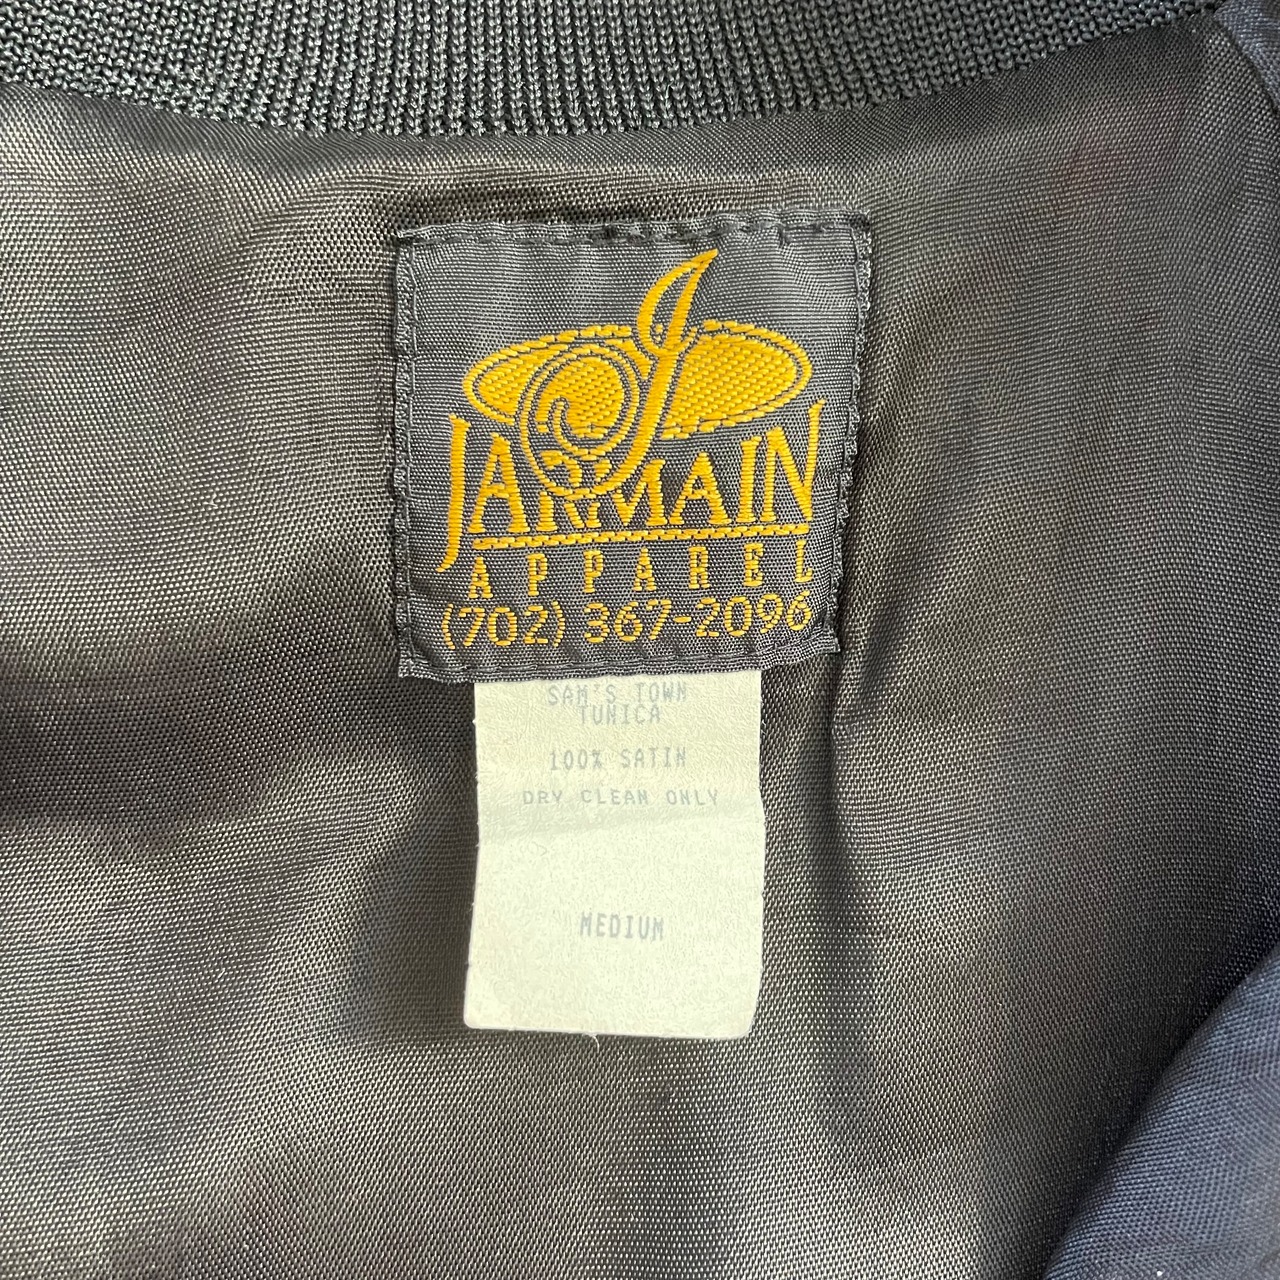 J
JARMAIN
APPAREL
(702) 367-2096
SAM'S TOWN
TUNICA
100% SATIN
DRY CLEAN ONLY
MEDIUM